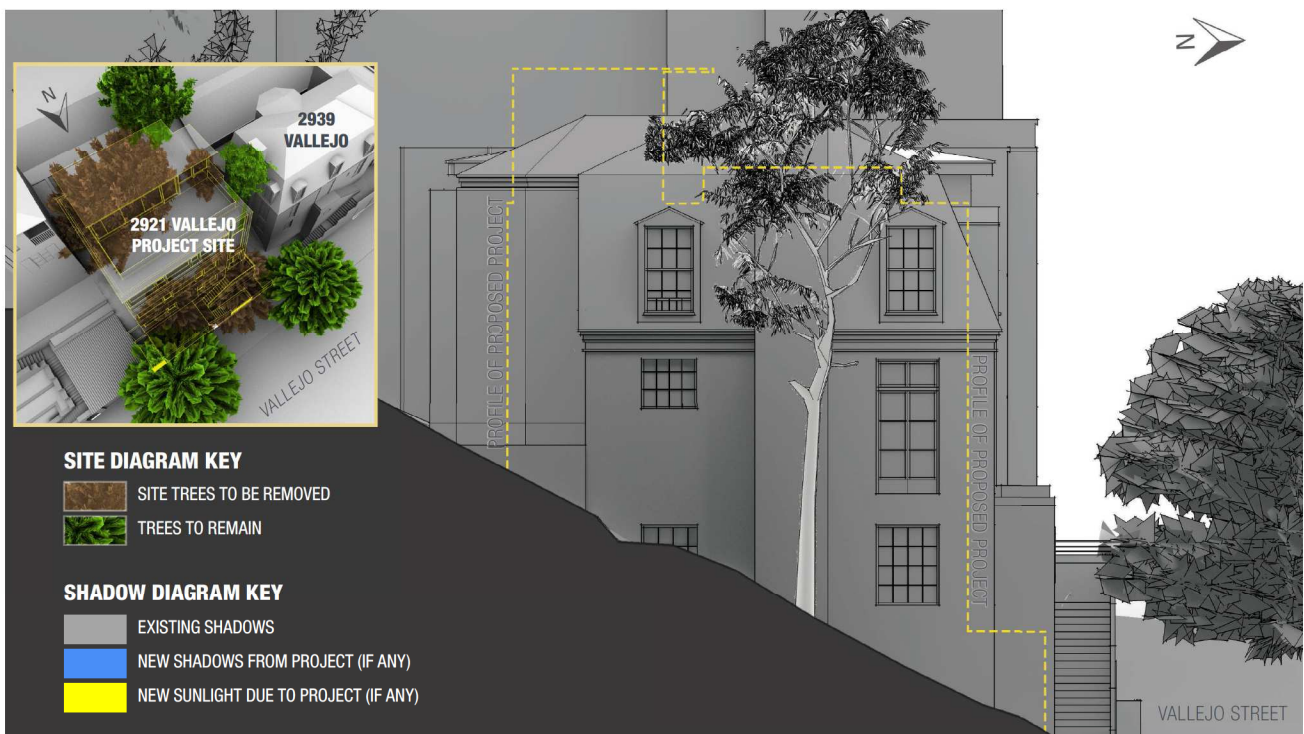 N
2939
VALLEJO
2921 VALLEJO
PROJECT SITE
VALLEJO STREET
N
PROFILE OF PROPOSED PROJECT
PROFILE OF PROPOSED PROJECT
SITE DIAGRAM KEY
SITE TREES TO BE REMOVED
TREES TO REMAIN
SHADOW DIAGRAM KEY
EXISTING SHADOWS
NEW SHADOWS FROM PROJECT (IF ANY)
NEW SUNLIGHT DUE TO PROJECT (IF ANY)
VALLEJO STREET